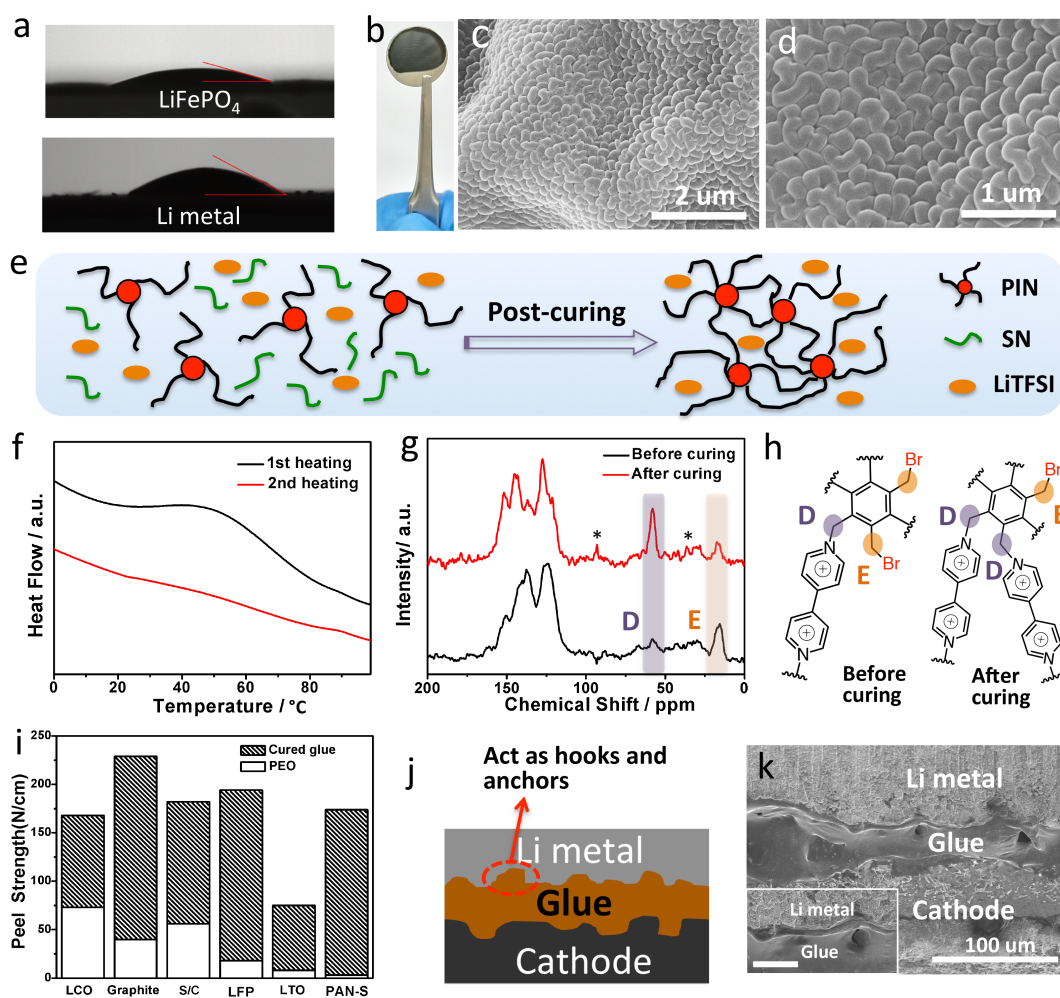 a
LiFePO4
Li metal
b
c
2 um
d
1 um
e
Post-curing
PIN
SN
LiTFSI
f
1st heating
2nd heating
Heat Flow / a.u.
0 20 40 60 80
Temperature / °C
g
Before curing
After curing
*
*
D
E
Intensity/ a.u.
200 150 100 50 0
Chemical Shift / ppm
h
Br
Br
D
E
Br
E
D
D
Br
N
+
+
N
N
N
+
+
+
+
N
N
Before
curing
After
curing
i
Cured glue
PEO
Peel Strength(N/cm)
250
200
150
100
50
0
LCO Graphite S/C LFP LTO PAN-S
j
Act as hooks and
anchors
Li metal
Glue
Cathode
k
Li metal
Glue
Cathode
100 um
Li metal
Glue